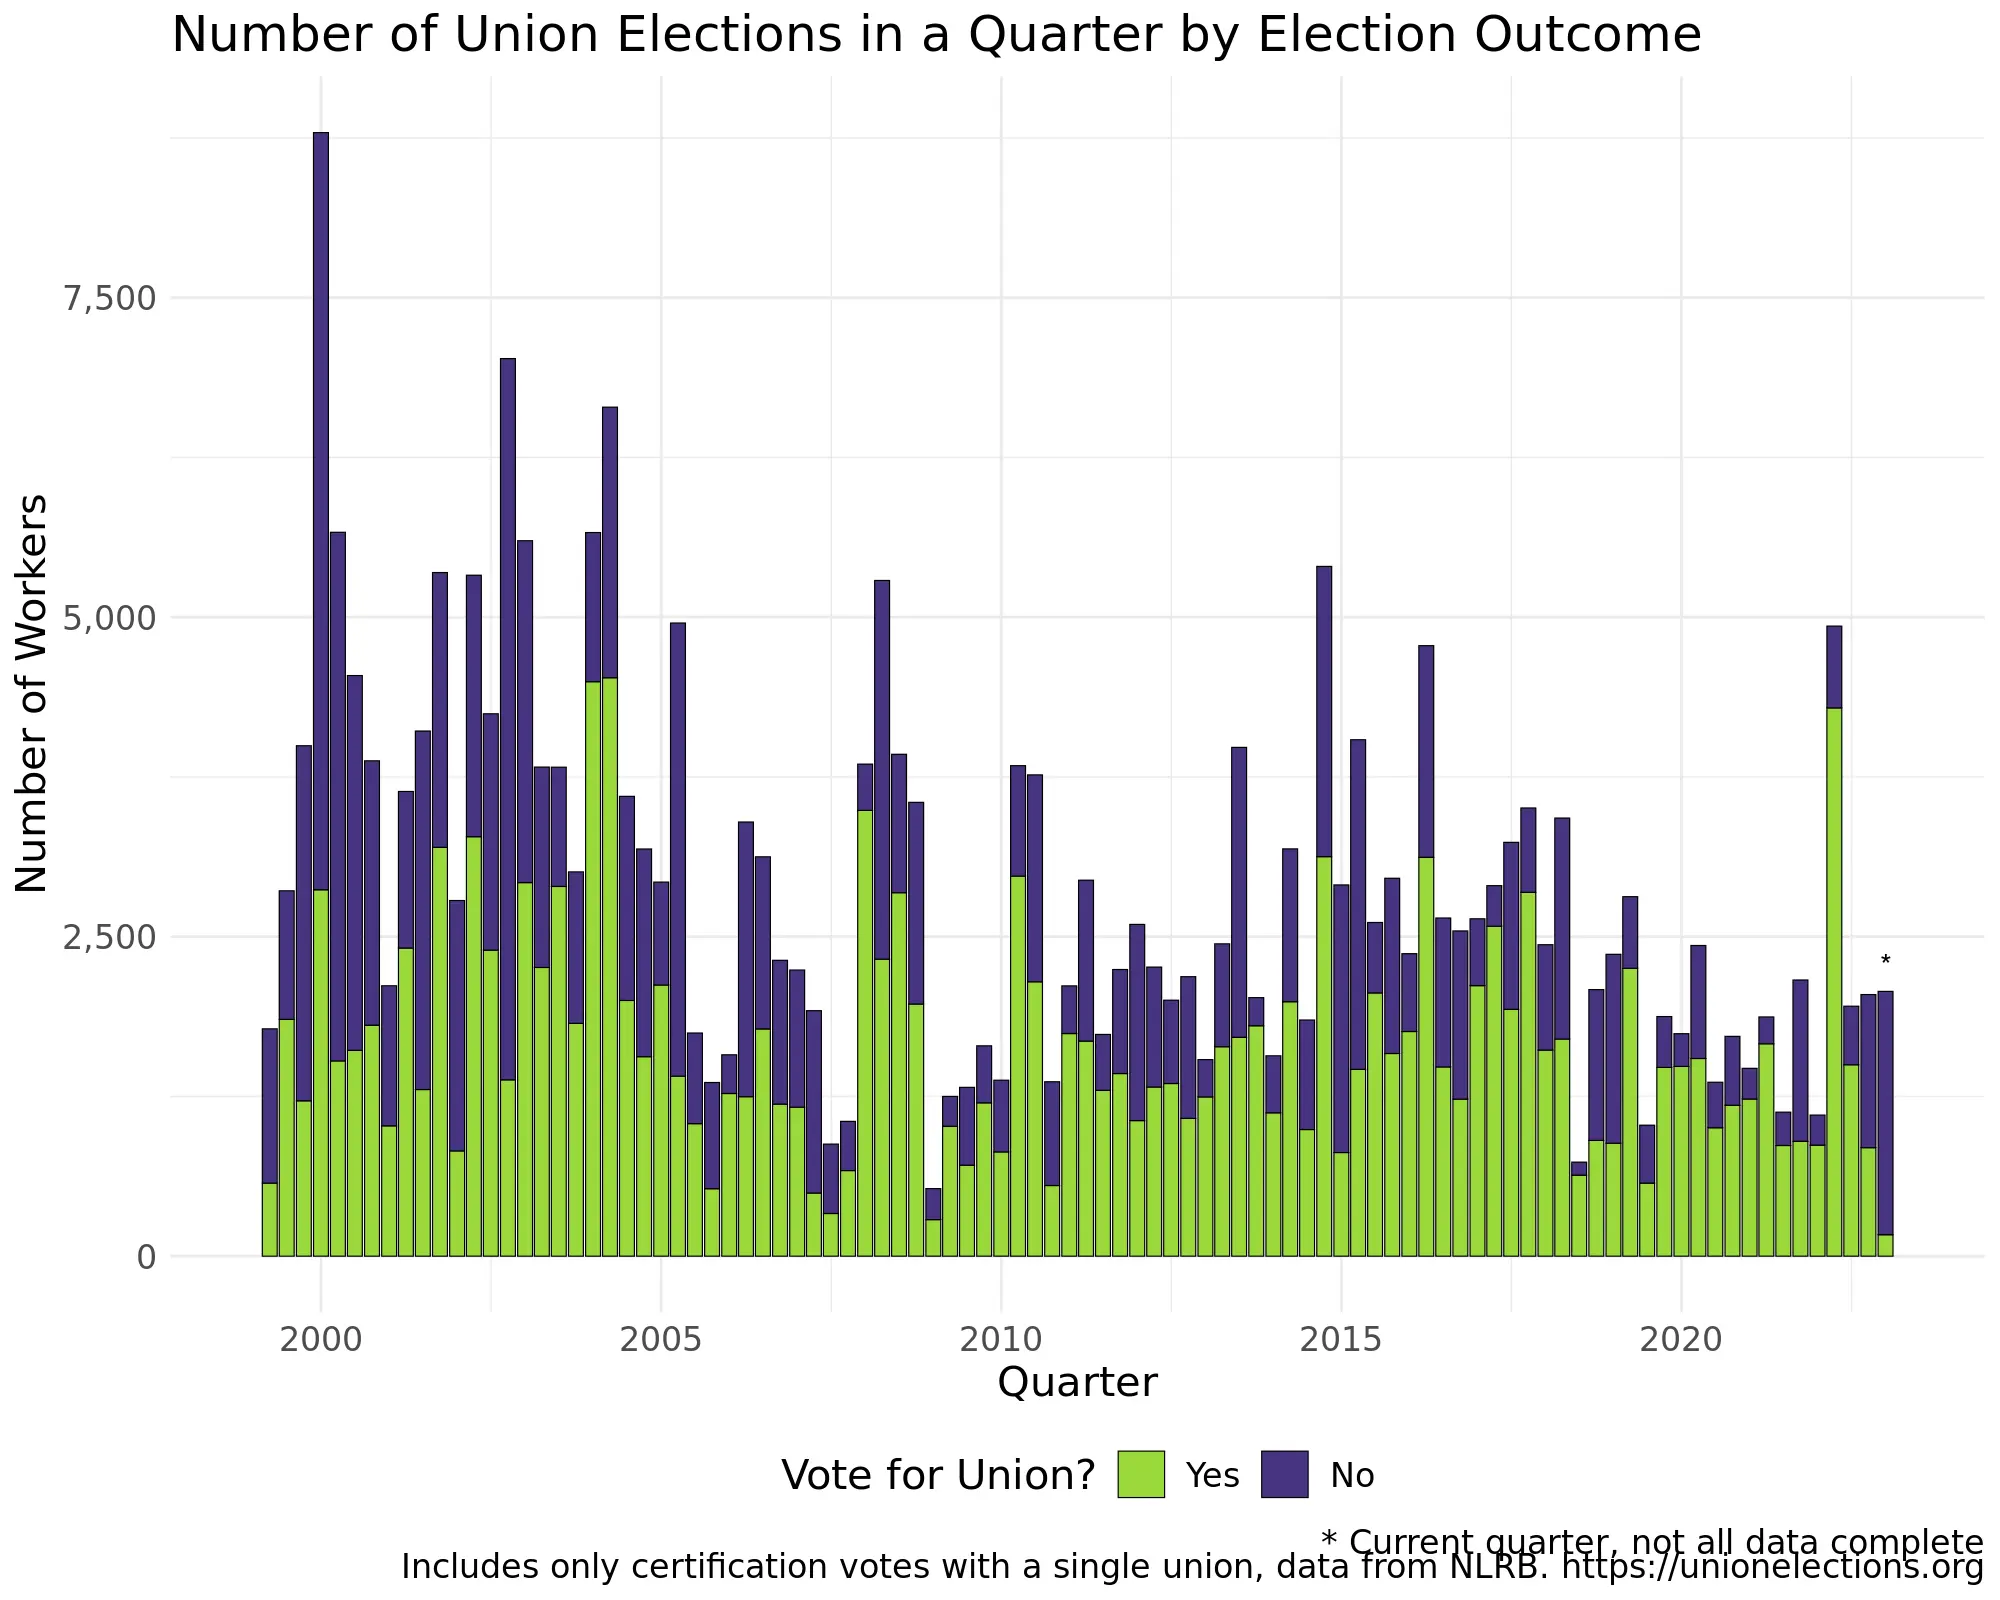 Number of Union Elections in a Quarter by Election Outcome
Number of Workers
7,500
5,000
2,500
0
*
2000 2005 2010 2015 2020
Quarter
Vote for Union? Yes No
* Current quarter, not all data complete
Includes only certification votes with a single union, data from NLRB. https://unionelections.org